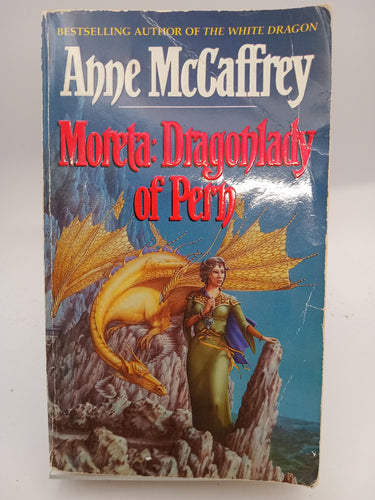 BESTSELLING AUTHOR OF THE WHITE DRAGON
Anne McCaffrey
Moreta: Dragonlady
of Pern